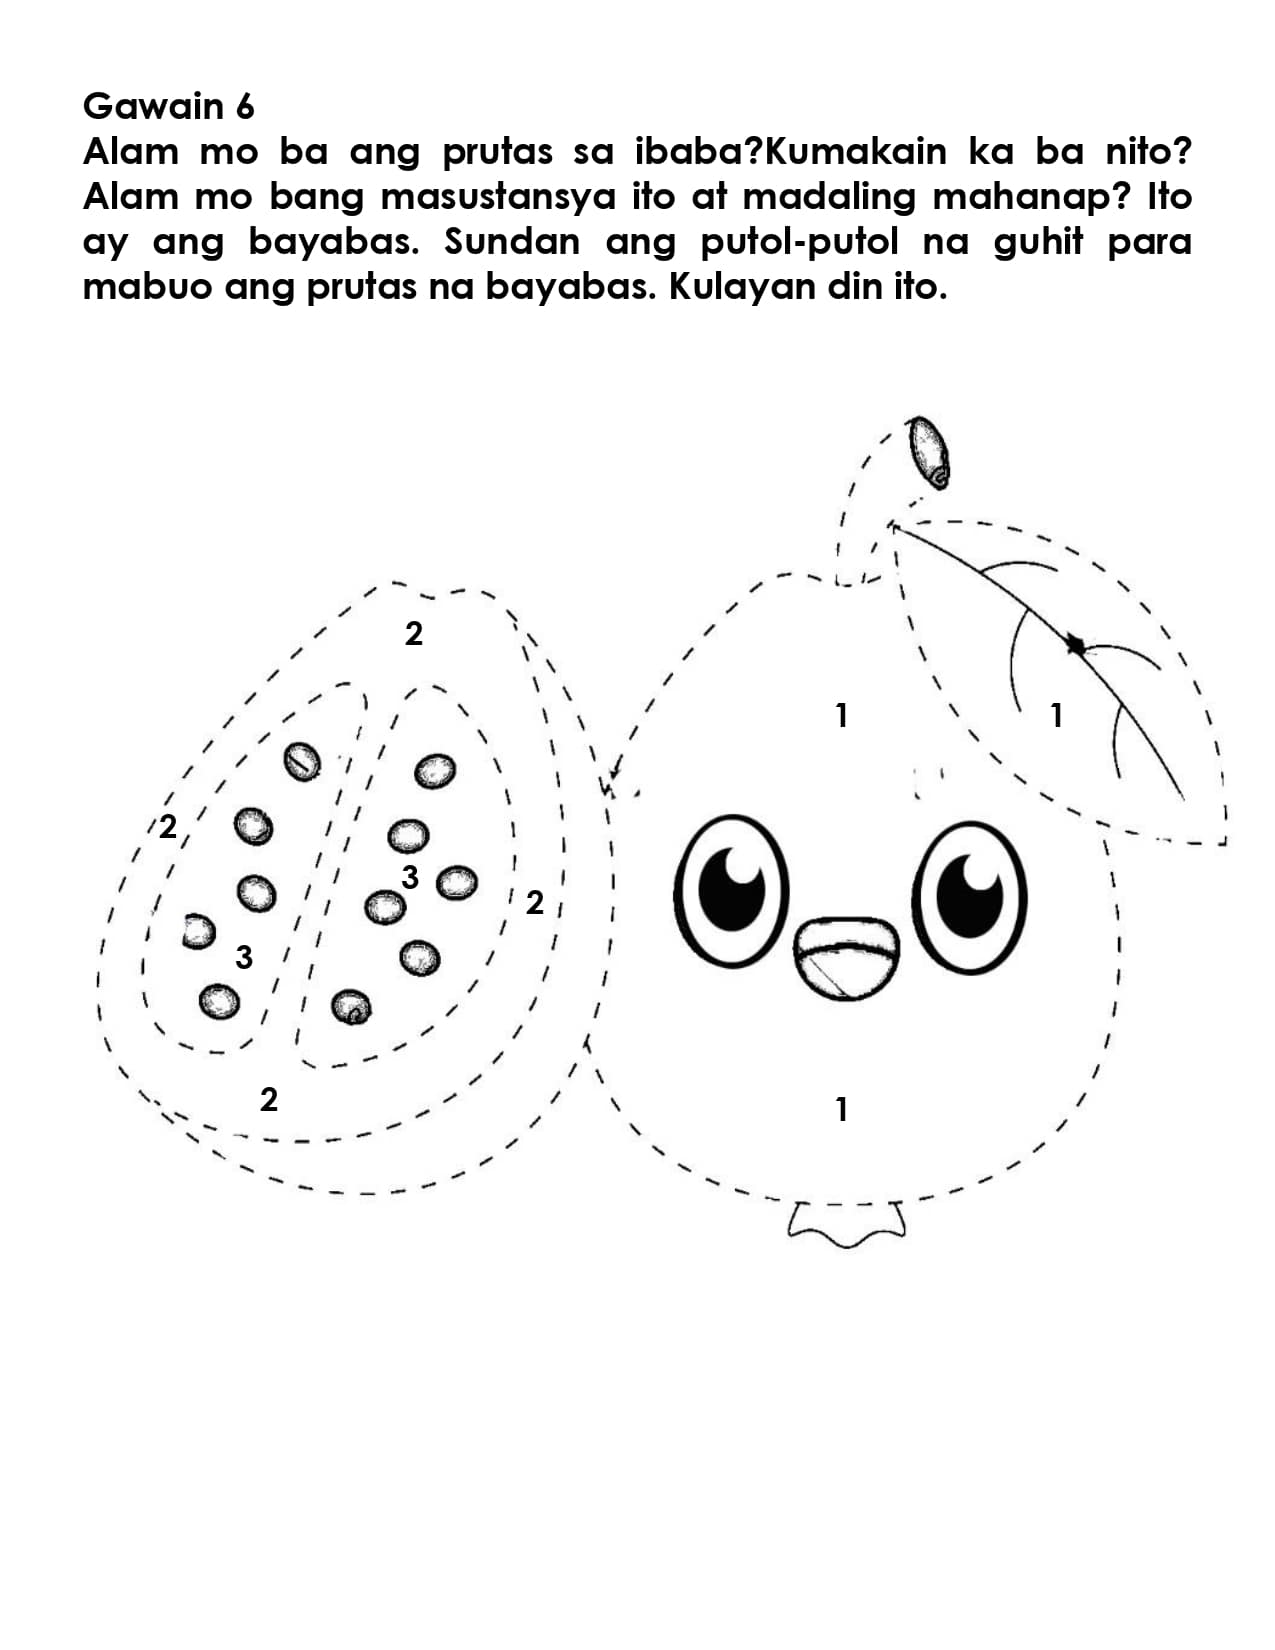 Gawain 6
Alam mo ba ang prutas sa ibaba?Kumakain ka ba nito?
Alam mo bang masustansya ito at madaling mahanap? Ito
ay ang bayabas. Sundan ang putol-putol na guhit para
mabuo ang prutas na bayabas. Kulayan din ito.
2
1
1
2
3
2
3
2
1